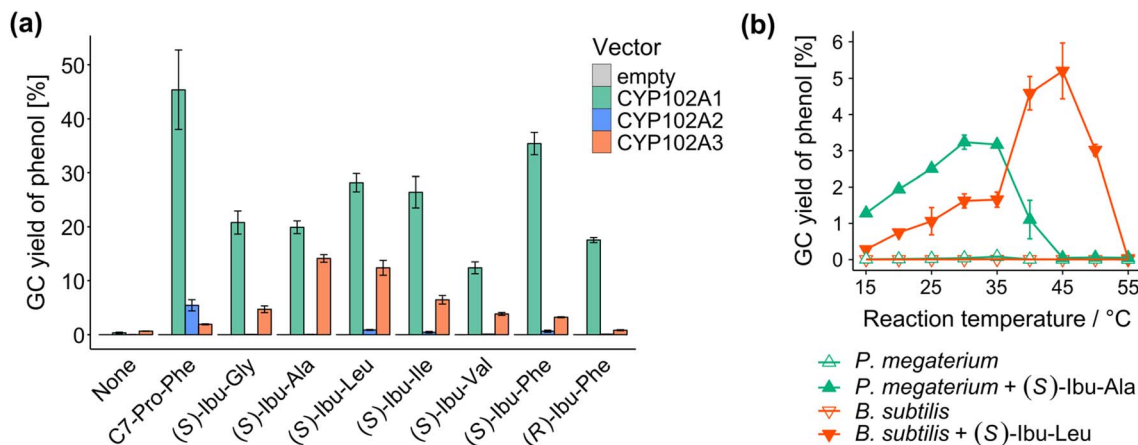 (a)
GC yield of phenol [%]
50
40
30
20
10
0
None
C7-Pro-Phe
(S)-Ibu-Gly
(S)-Ibu-Ala
(S)-Ibu-Leu
(S)-Ibu-Ile
(S)-Ibu-Val
(S)-Ibu-Phe
(R)-Ibu-Phe
Vector
empty
CYP102A1
CYP102A2
CYP102A3
(b)
GC yield of phenol [%]
6
5
4
3
2
1
0
15 25 35 45 55
Reaction temperature / °C
P. megaterium
P. megaterium + (S)-Ibu-Ala
B. subtilis
B. subtilis + (S)-Ibu-Leu